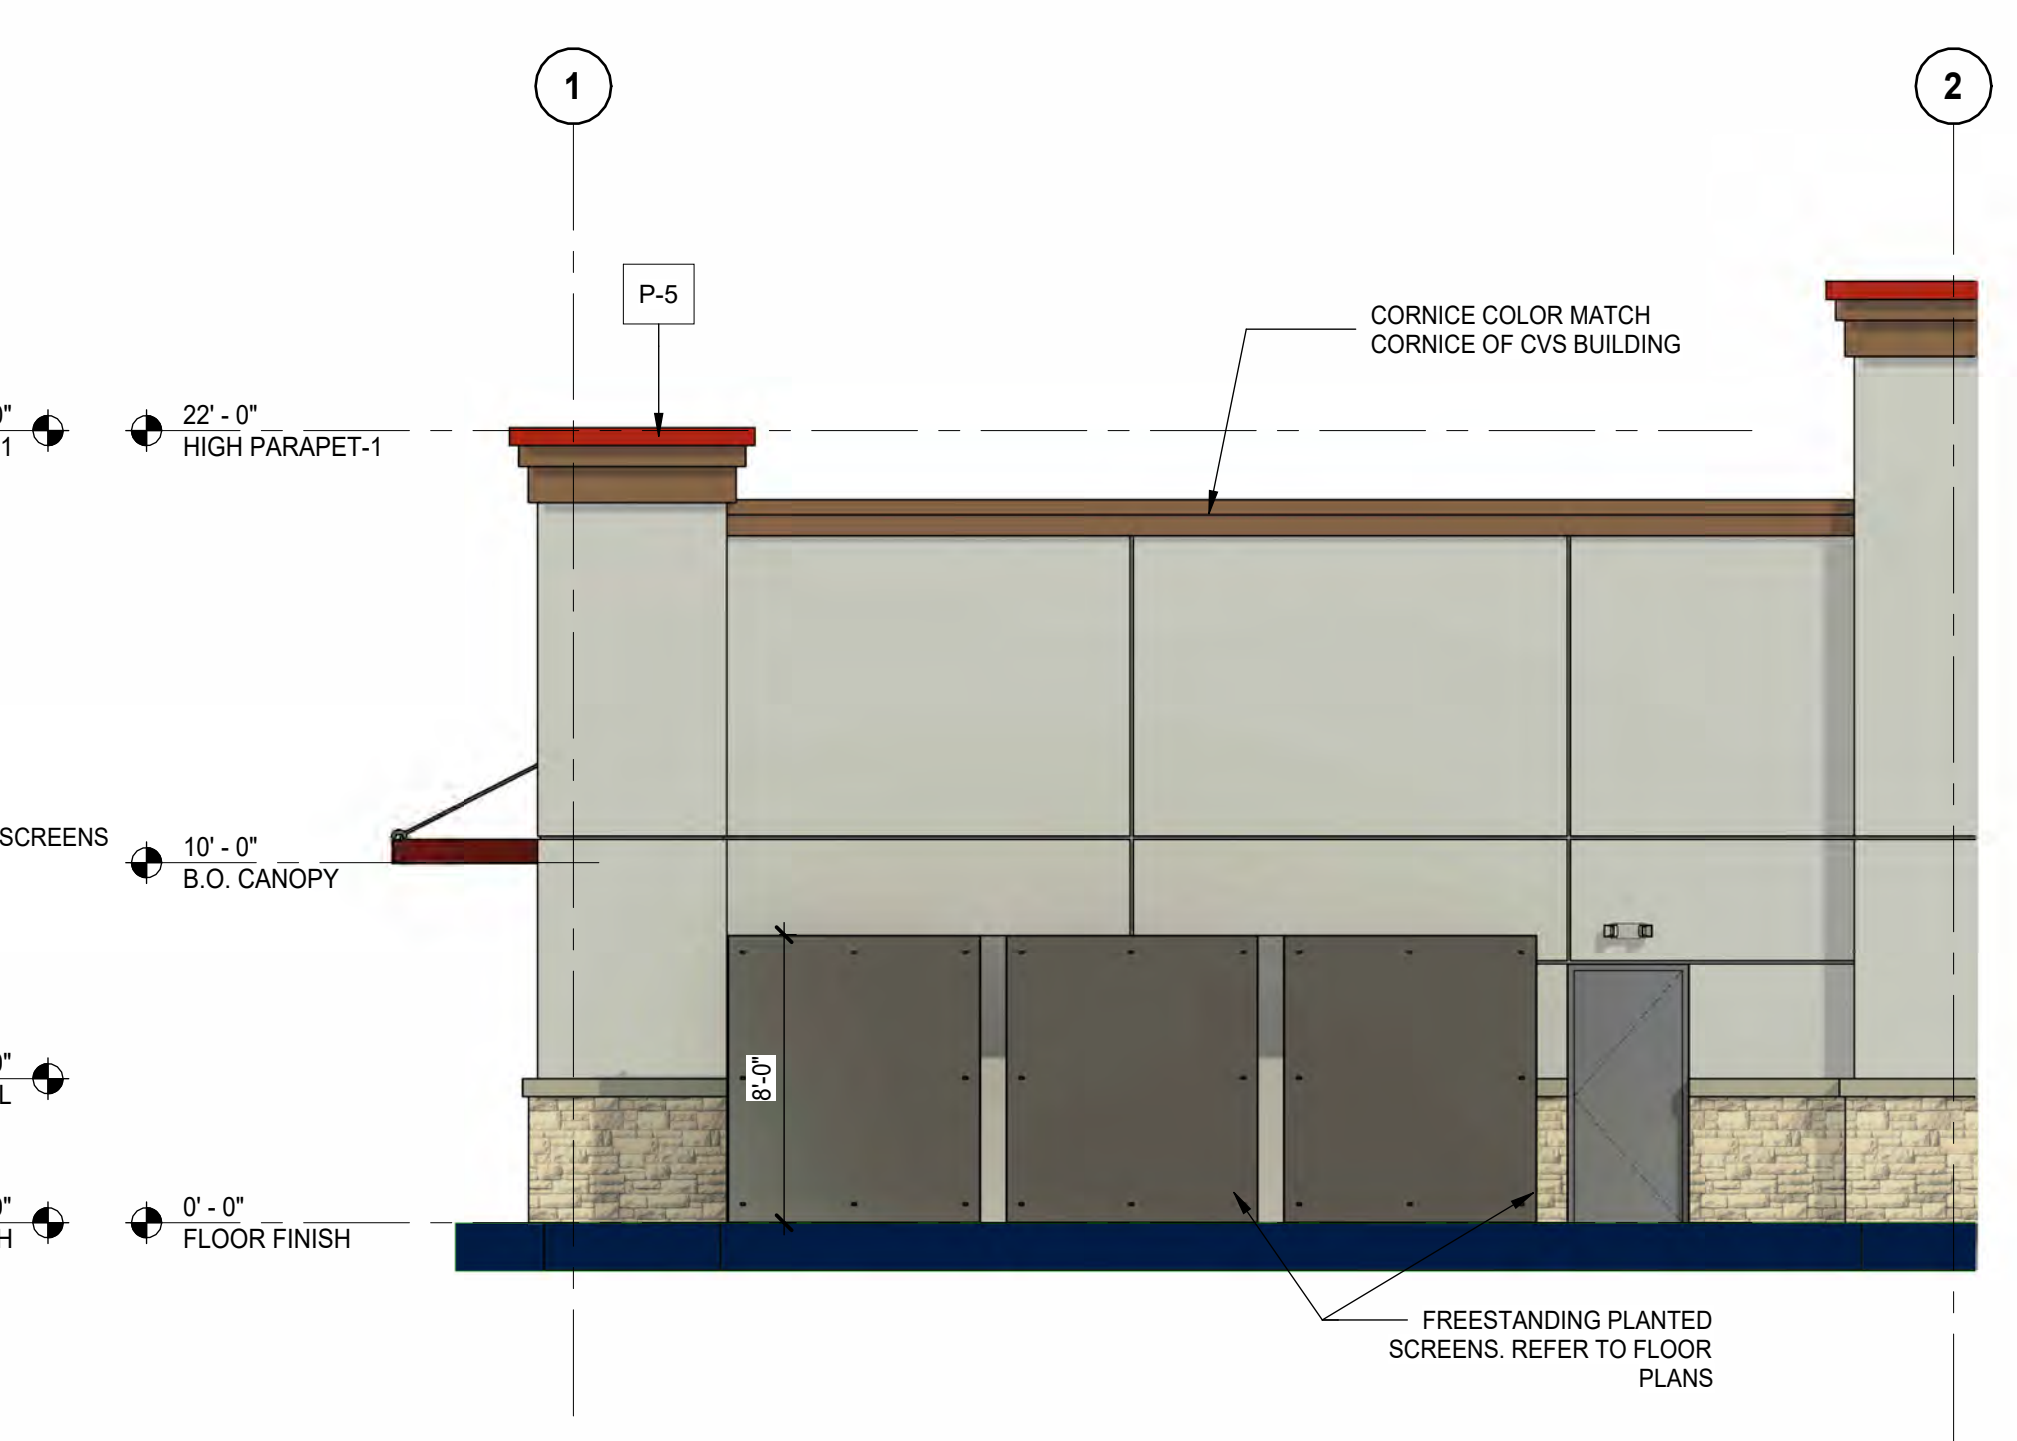 1
2
P-5
CORNICE COLOR MATCH
CORNICE OF CVS BUILDING
22' - 0"
HIGH PARAPET-1
SCREENS
10' - 0"
B.O. CANOPY
8'-0"
0' - 0"
FLOOR FINISH
FREESTANDING PLANTED
SCREENS. REFER TO FLOOR
PLANS